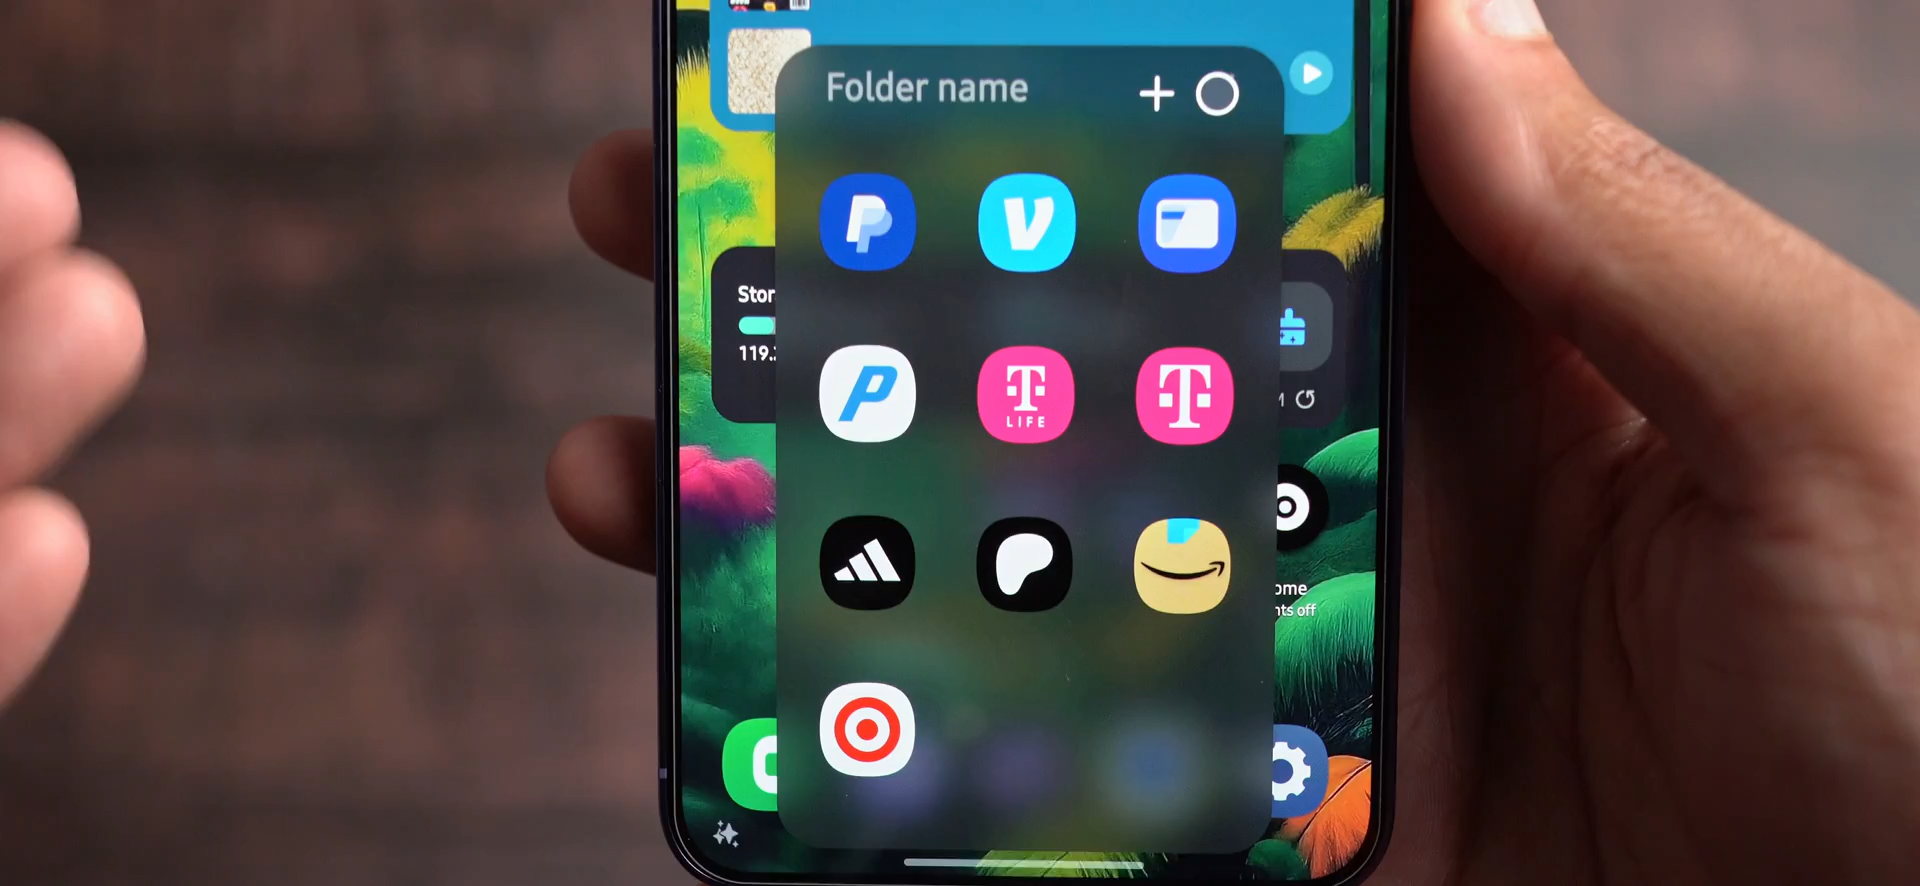 Folder name
Stor
119.
T
LIFE
T
ome
nts off